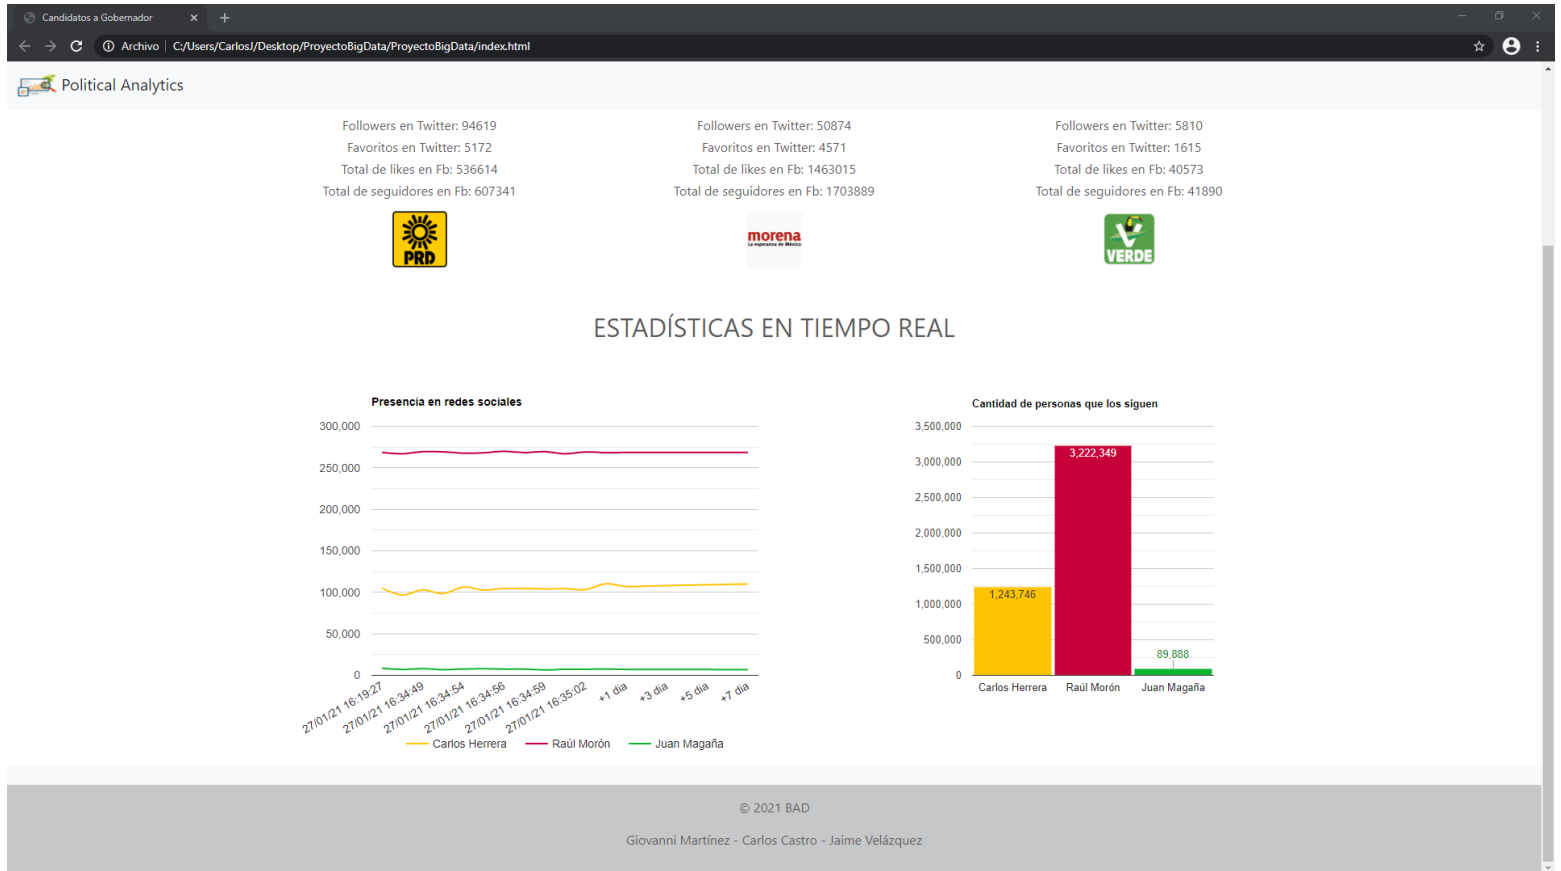 Candidatos a Gobernador
Archivo | C:/Users/CarlosJ/Desktop/ProyectoBigData/ProyectoBigData/index.html
Political Analytics
Followers en Twitter: 94619
Favoritos en Twitter: 5172
Total de likes en Fb: 536614
Total de seguidores en Fb: 607341
PRD
Followers en Twitter: 50874
Favoritos en Twitter: 4571
Total de likes en Fb: 1463015
Total de seguidores en Fb: 1703889
morena
La esperanza de México
Followers en Twitter: 5810
Favoritos en Twitter: 1615
Total de likes en Fb: 40573
Total de seguidores en Fb: 41890
VERDE
ESTADÍSTICAS EN TIEMPO REAL
Presencia en redes sociales
300,000
250,000
200,000
150,000
100,000
50,000
0
27/01/21 16:19:27
27/01/21 16:34:49
27/01/21 16:34:54
27/01/21 16:34:56
27/01/21 16:34:59
27/01/21 16:35:02
+1 dia
+3 dia
+5 dia
+7 dia
Carlos Herrera
Raúl Morón
Juan Magaña
Cantidad de personas que los siguen
3,500,000
3,000,000
2,500,000
2,000,000
1,500,000
1,000,000
500,000
0
1,243,746
3,222,349
89,888
Carlos Herrera
Raúl Morón
Juan Magaña
© 2021 BAD
Giovanni Martínez - Carlos Castro - Jaime Velázquez